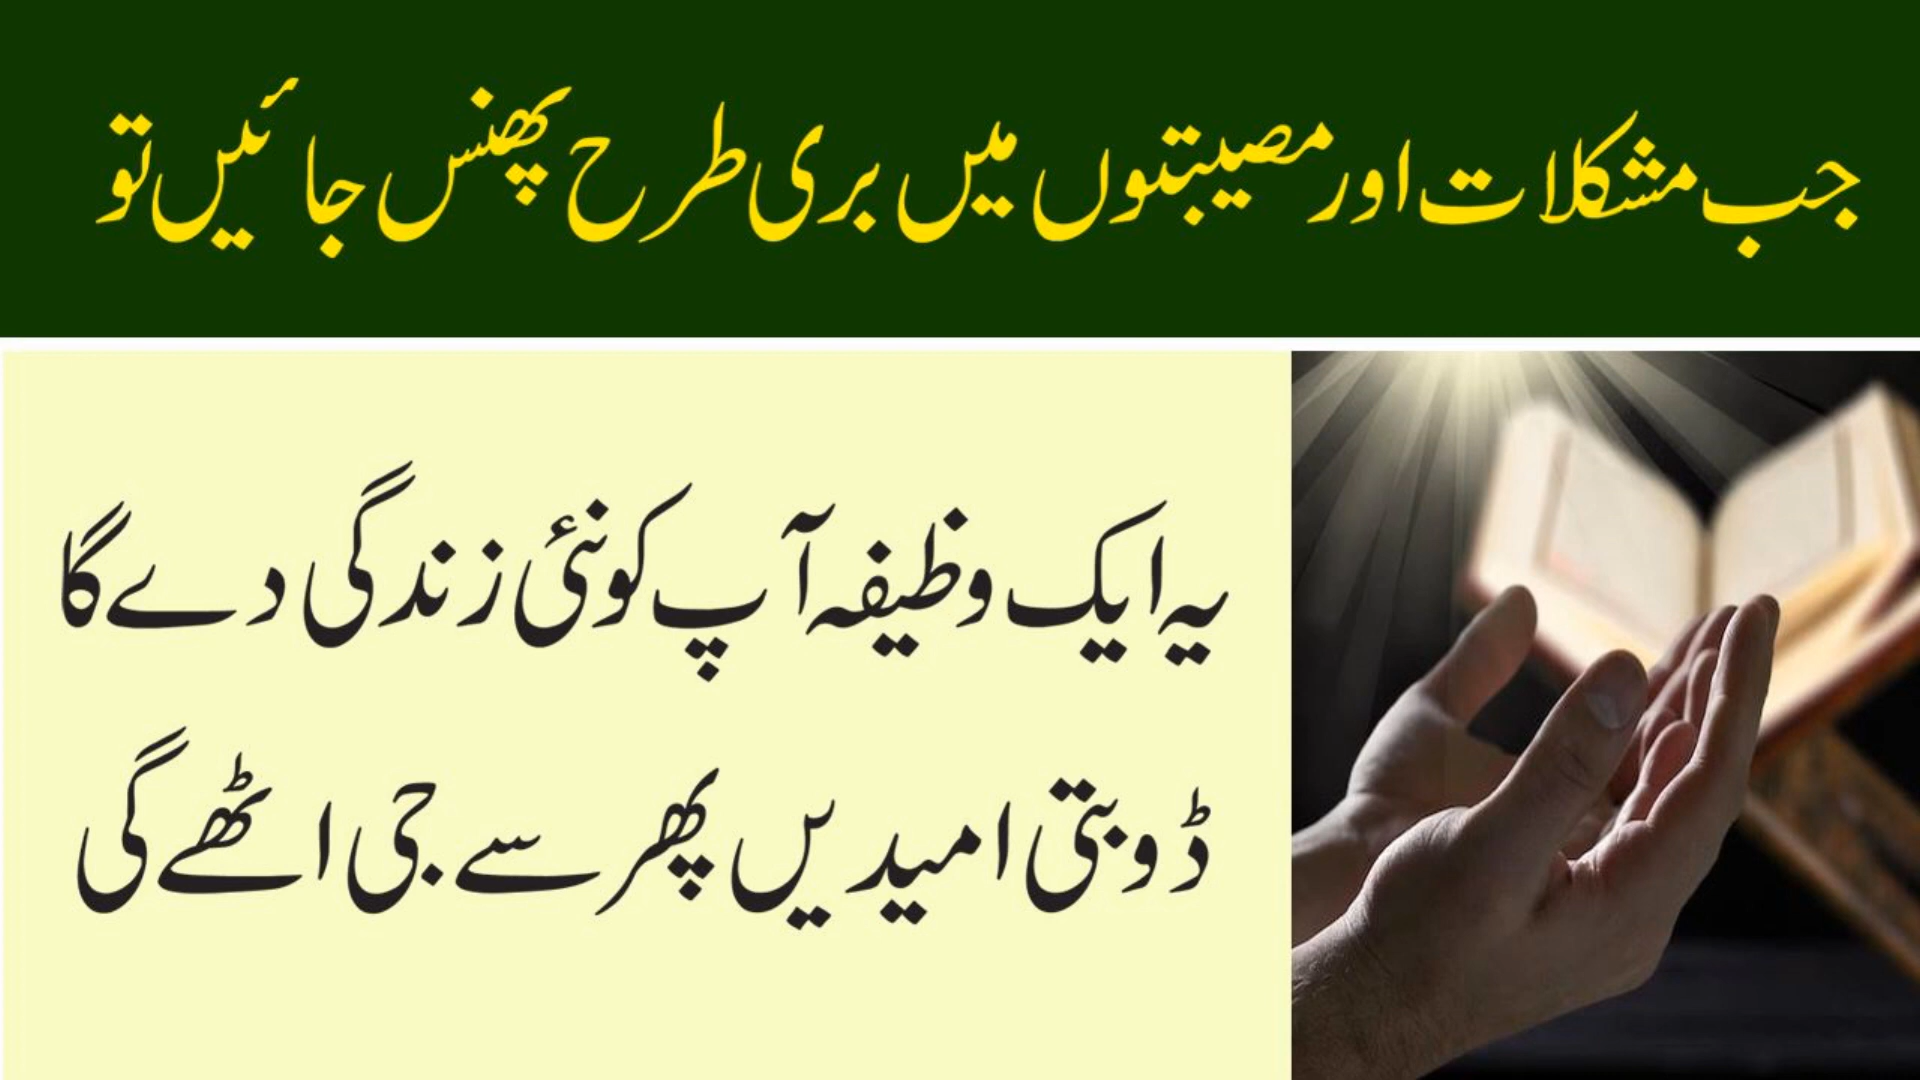 جب مشکلات اور مصیبتوں میں بری طرح پھنس جائیں تو
یہ ایک وظیفہ آپ کو نئی زندگی دے گا
ڈوبتی امیدیں پھر سے جی اٹھے گی